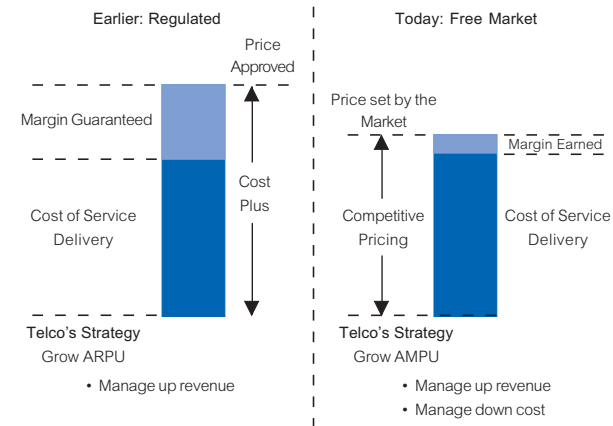 Earlier: Regulated
Price
Approved
Margin Guaranteed
Cost
Plus
Cost of Service
Delivery
Telco's Strategy
Grow ARPU
• Manage up revenue
Today: Free Market
Price set by the
Market
Margin Earned
Competitive
Pricing
Cost of Service
Delivery
Telco's Strategy
Grow AMPU
• Manage up revenue
• Manage down cost